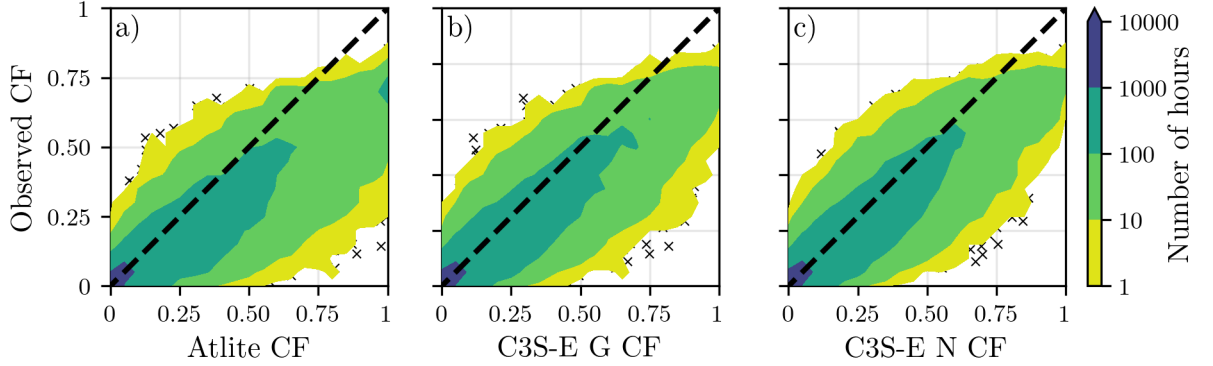 a)
b)
c)
Observed CF
1
0.75
0.50
0.25
0
0 0.25 0.50 0.75 1
0 0.25 0.50 0.75 1
0 0.25 0.50 0.75 1
Atlite CF
C3S-E G CF
C3S-E N CF
10000
1000
100
10
1
Number of hours